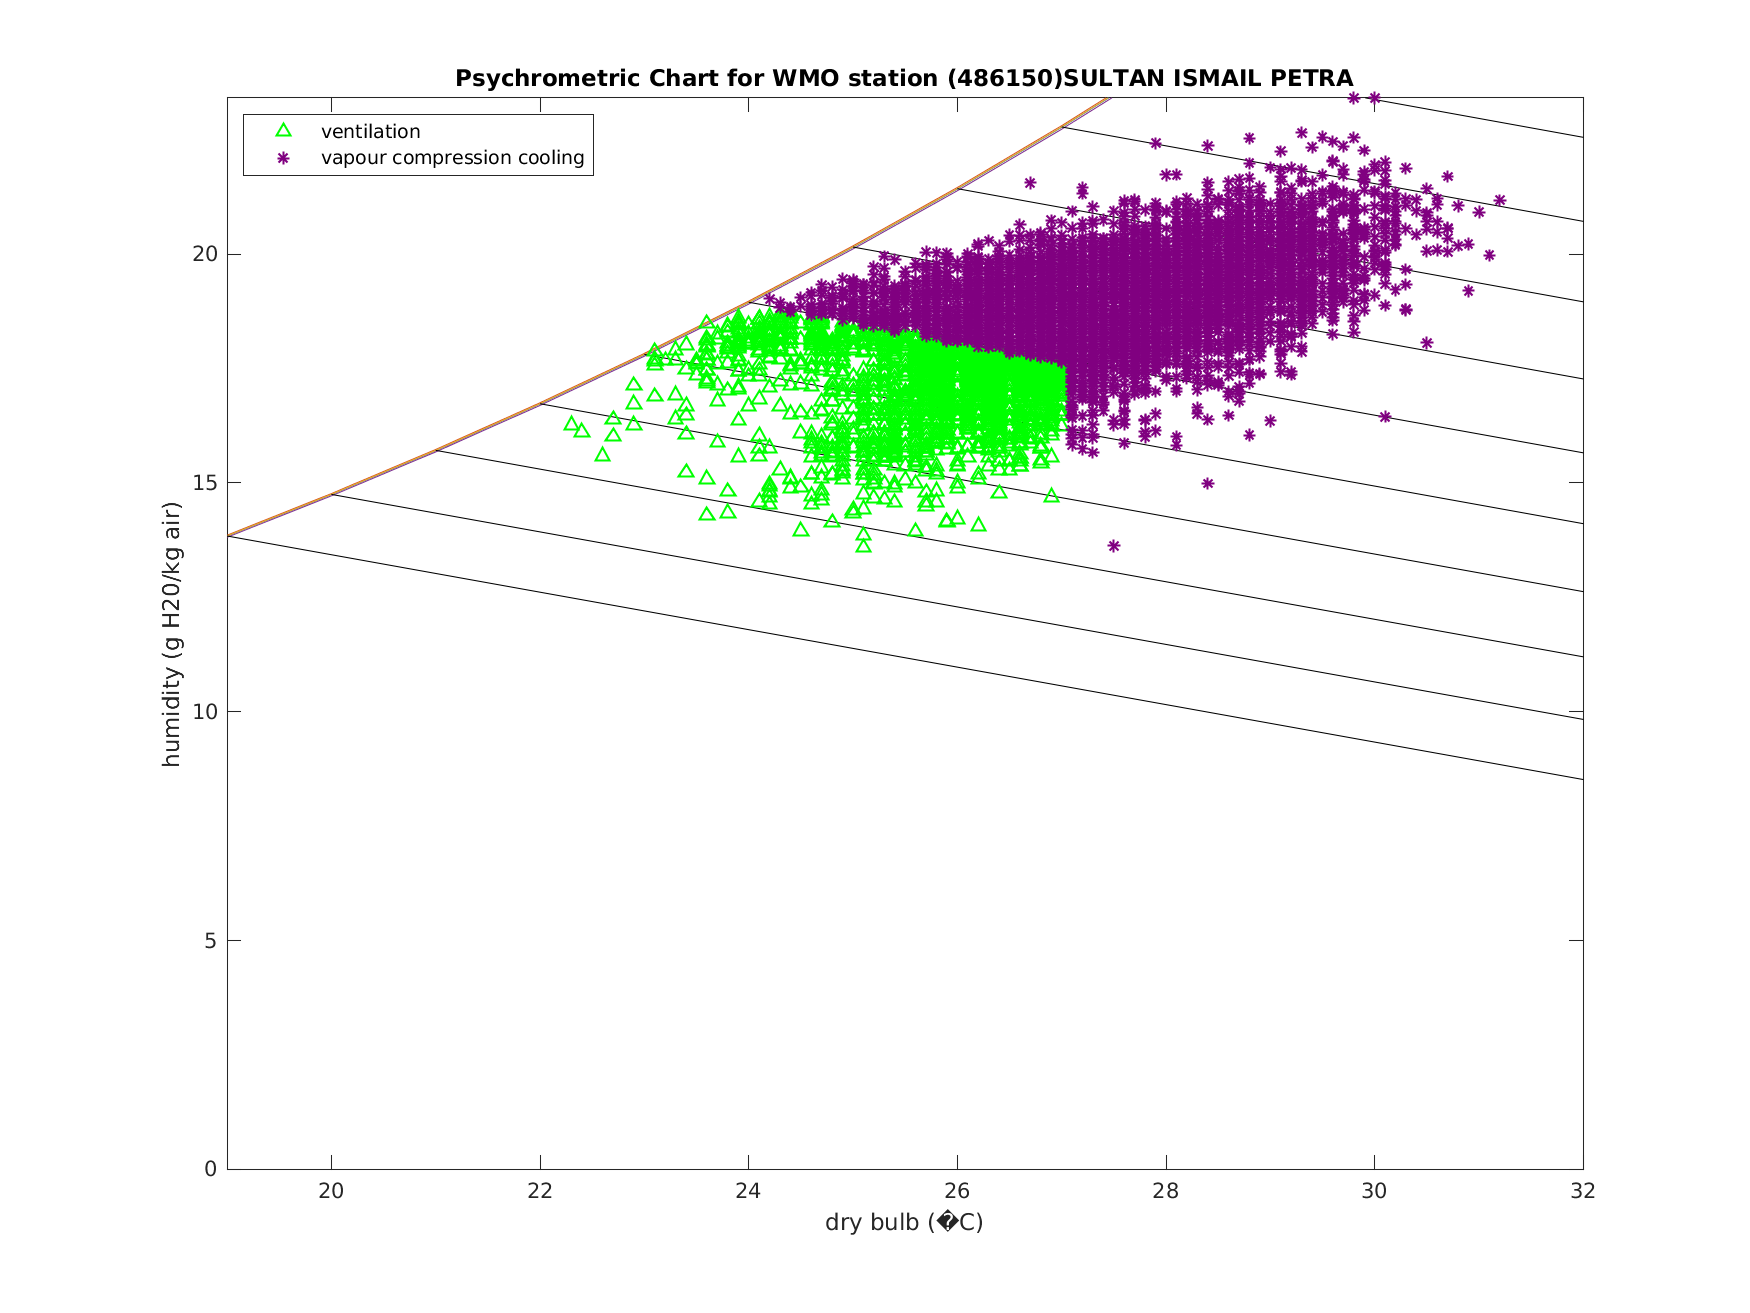 Psychrometric Chart for WMO station (486150)SULTAN ISMAIL PETRA
ventilation
vapour compression cooling
humidity (g H20/kg air)
20
15
10
5
0
20 22 24 26 28 30 32
dry bulb (�C)